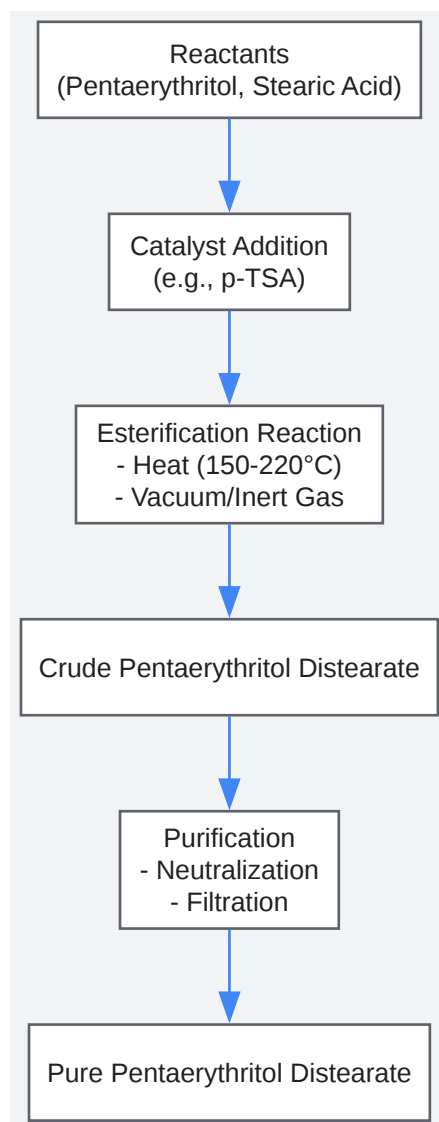 Reactants
(Pentaerythritol, Stearic Acid)
Catalyst Addition
(e.g., p-TSA)
Esterification Reaction
- Heat (150-220°C)
- Vacuum/Inert Gas
Crude Pentaerythritol Distearate
Purification
- Neutralization
- Filtration
Pure Pentaerythritol Distearate